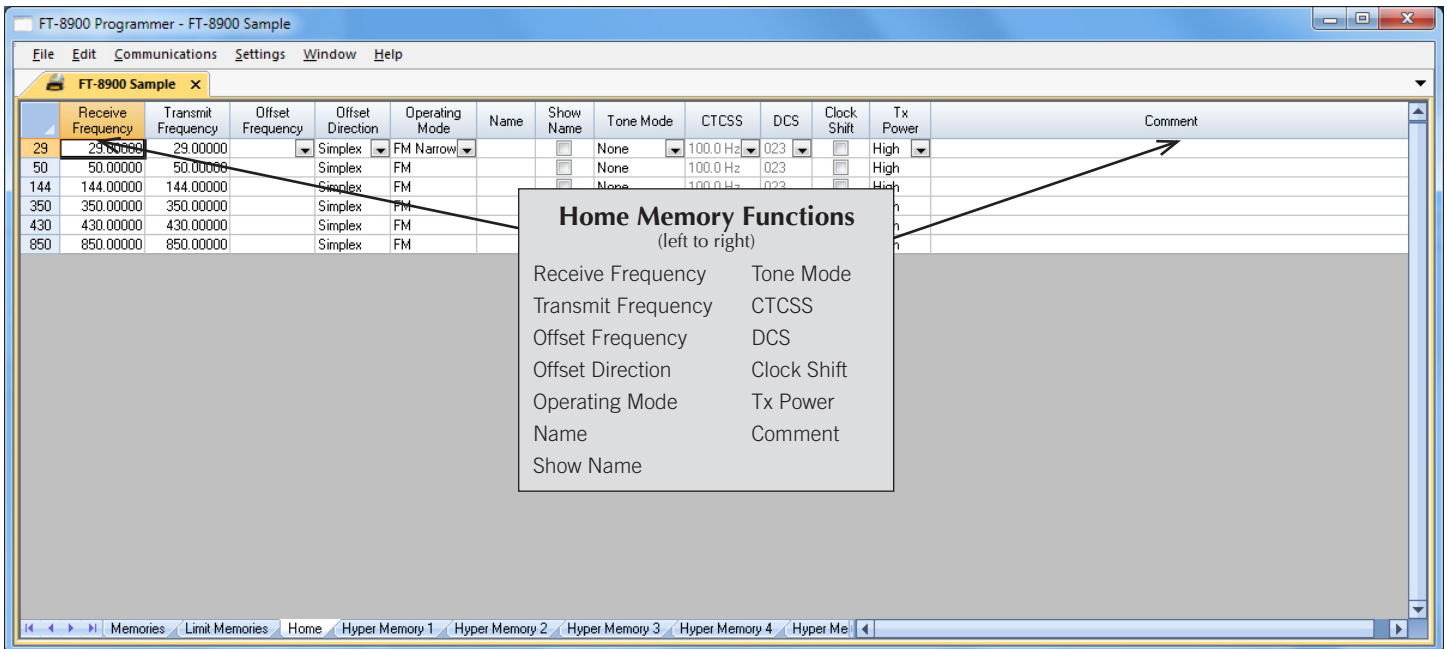 FT-8900 Programmer - FT-8900 Sample
File Edit Communications Settings Window Help
FT-8900 Sample X
Receive Frequency Transmit Frequency Offset Frequency Offset Direction Operating Mode Name Show Name Tone Mode CTCSS DCS Clock Shift Tx Power Comment
29 29.00000 29.00000 Simplex FM Narrow None 100.0 Hz 023 High
50 50.00000 50.00000 Simplex FM None 100.0 Hz 023 High
144 144.00000 144.00000 Simplex FM None 100.0 Hz 023 High
350 350.00000 350.00000 Simplex FM
430 430.00000 430.00000 Simplex FM
850 850.00000 850.00000 Simplex FM
Home Memory Functions
(left to right)
Receive Frequency Tone Mode
Transmit Frequency CTCSS
Offset Frequency DCS
Offset Direction Clock Shift
Operating Mode Tx Power
Name Comment
Show Name
Memories Limit Memories Home Hyper Memory 1 Hyper Memory 2 Hyper Memory 3 Hyper Memory 4 Hyper Me